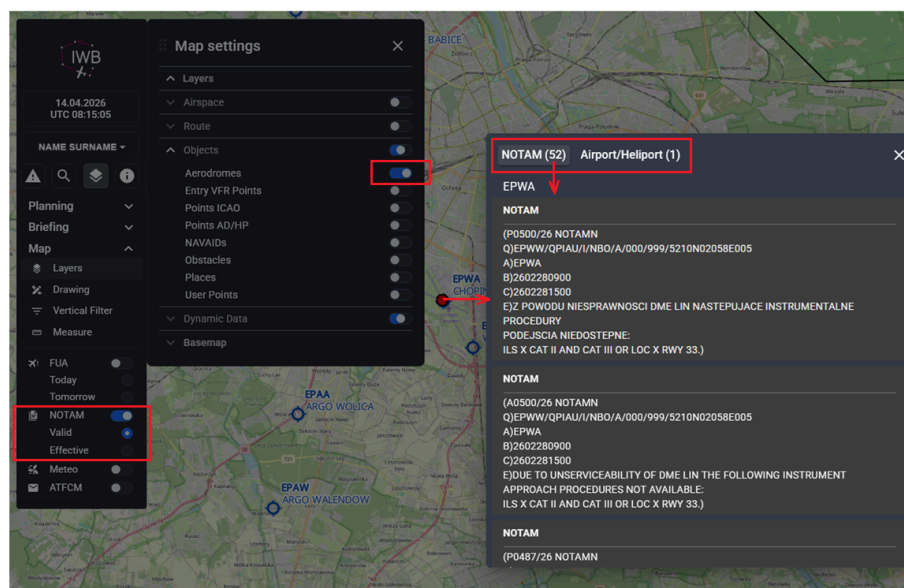 IWB
14.04.2026
UTC 08:15:05
NAME SURNAME
Planning
Briefing
Map
Layers
Drawing
Vertical Filter
Measure
FUA
Today
Tomorrow
NOTAM
Valid
Effective
Meteo
ATFCM
Map settings
Layers
Airspace
Route
Objects
Aerodromes
Entry VFR Points
Points ICAO
Points AD/HP
NAVAIDs
Obstacles
Places
User Points
Dynamic Data
Basemap
BABICE
EPWA
CHOPIN
EPAA
ARGO WOLICA
EPAW
ARGO WALENDOW
NOTAM (52) Airport/Heliport (1)
EPWA
NOTAM
(P0500/26 NOTAMN
Q)EPWW/QPIAU/I/NBO/A/000/999/5210N02058E005
A)EPWA
B)2602280900
C)2602281500
E)Z POWODU NIESPRAWNOSCI DME LIN NASTEPUJACE INSTRUMENTALNE
PROCEDURY
PODEJSCIA NIEDOSTEPNE:
ILS X CAT II AND CAT III OR LOC X RWY 33.)
NOTAM
(A0500/26 NOTAMN
Q)EPWW/QPIAU/I/NBO/A/000/999/5210N02058E005
A)EPWA
B)2602280900
C)2602281500
E)DUE TO UNSERVICEABILITY OF DME LIN THE FOLLOWING INSTRUMENT
APPROACH PROCEDURES NOT AVAILABLE:
ILS X CAT II AND CAT III OR LOC X RWY 33.)
NOTAM
(P0487/26 NOTAMN